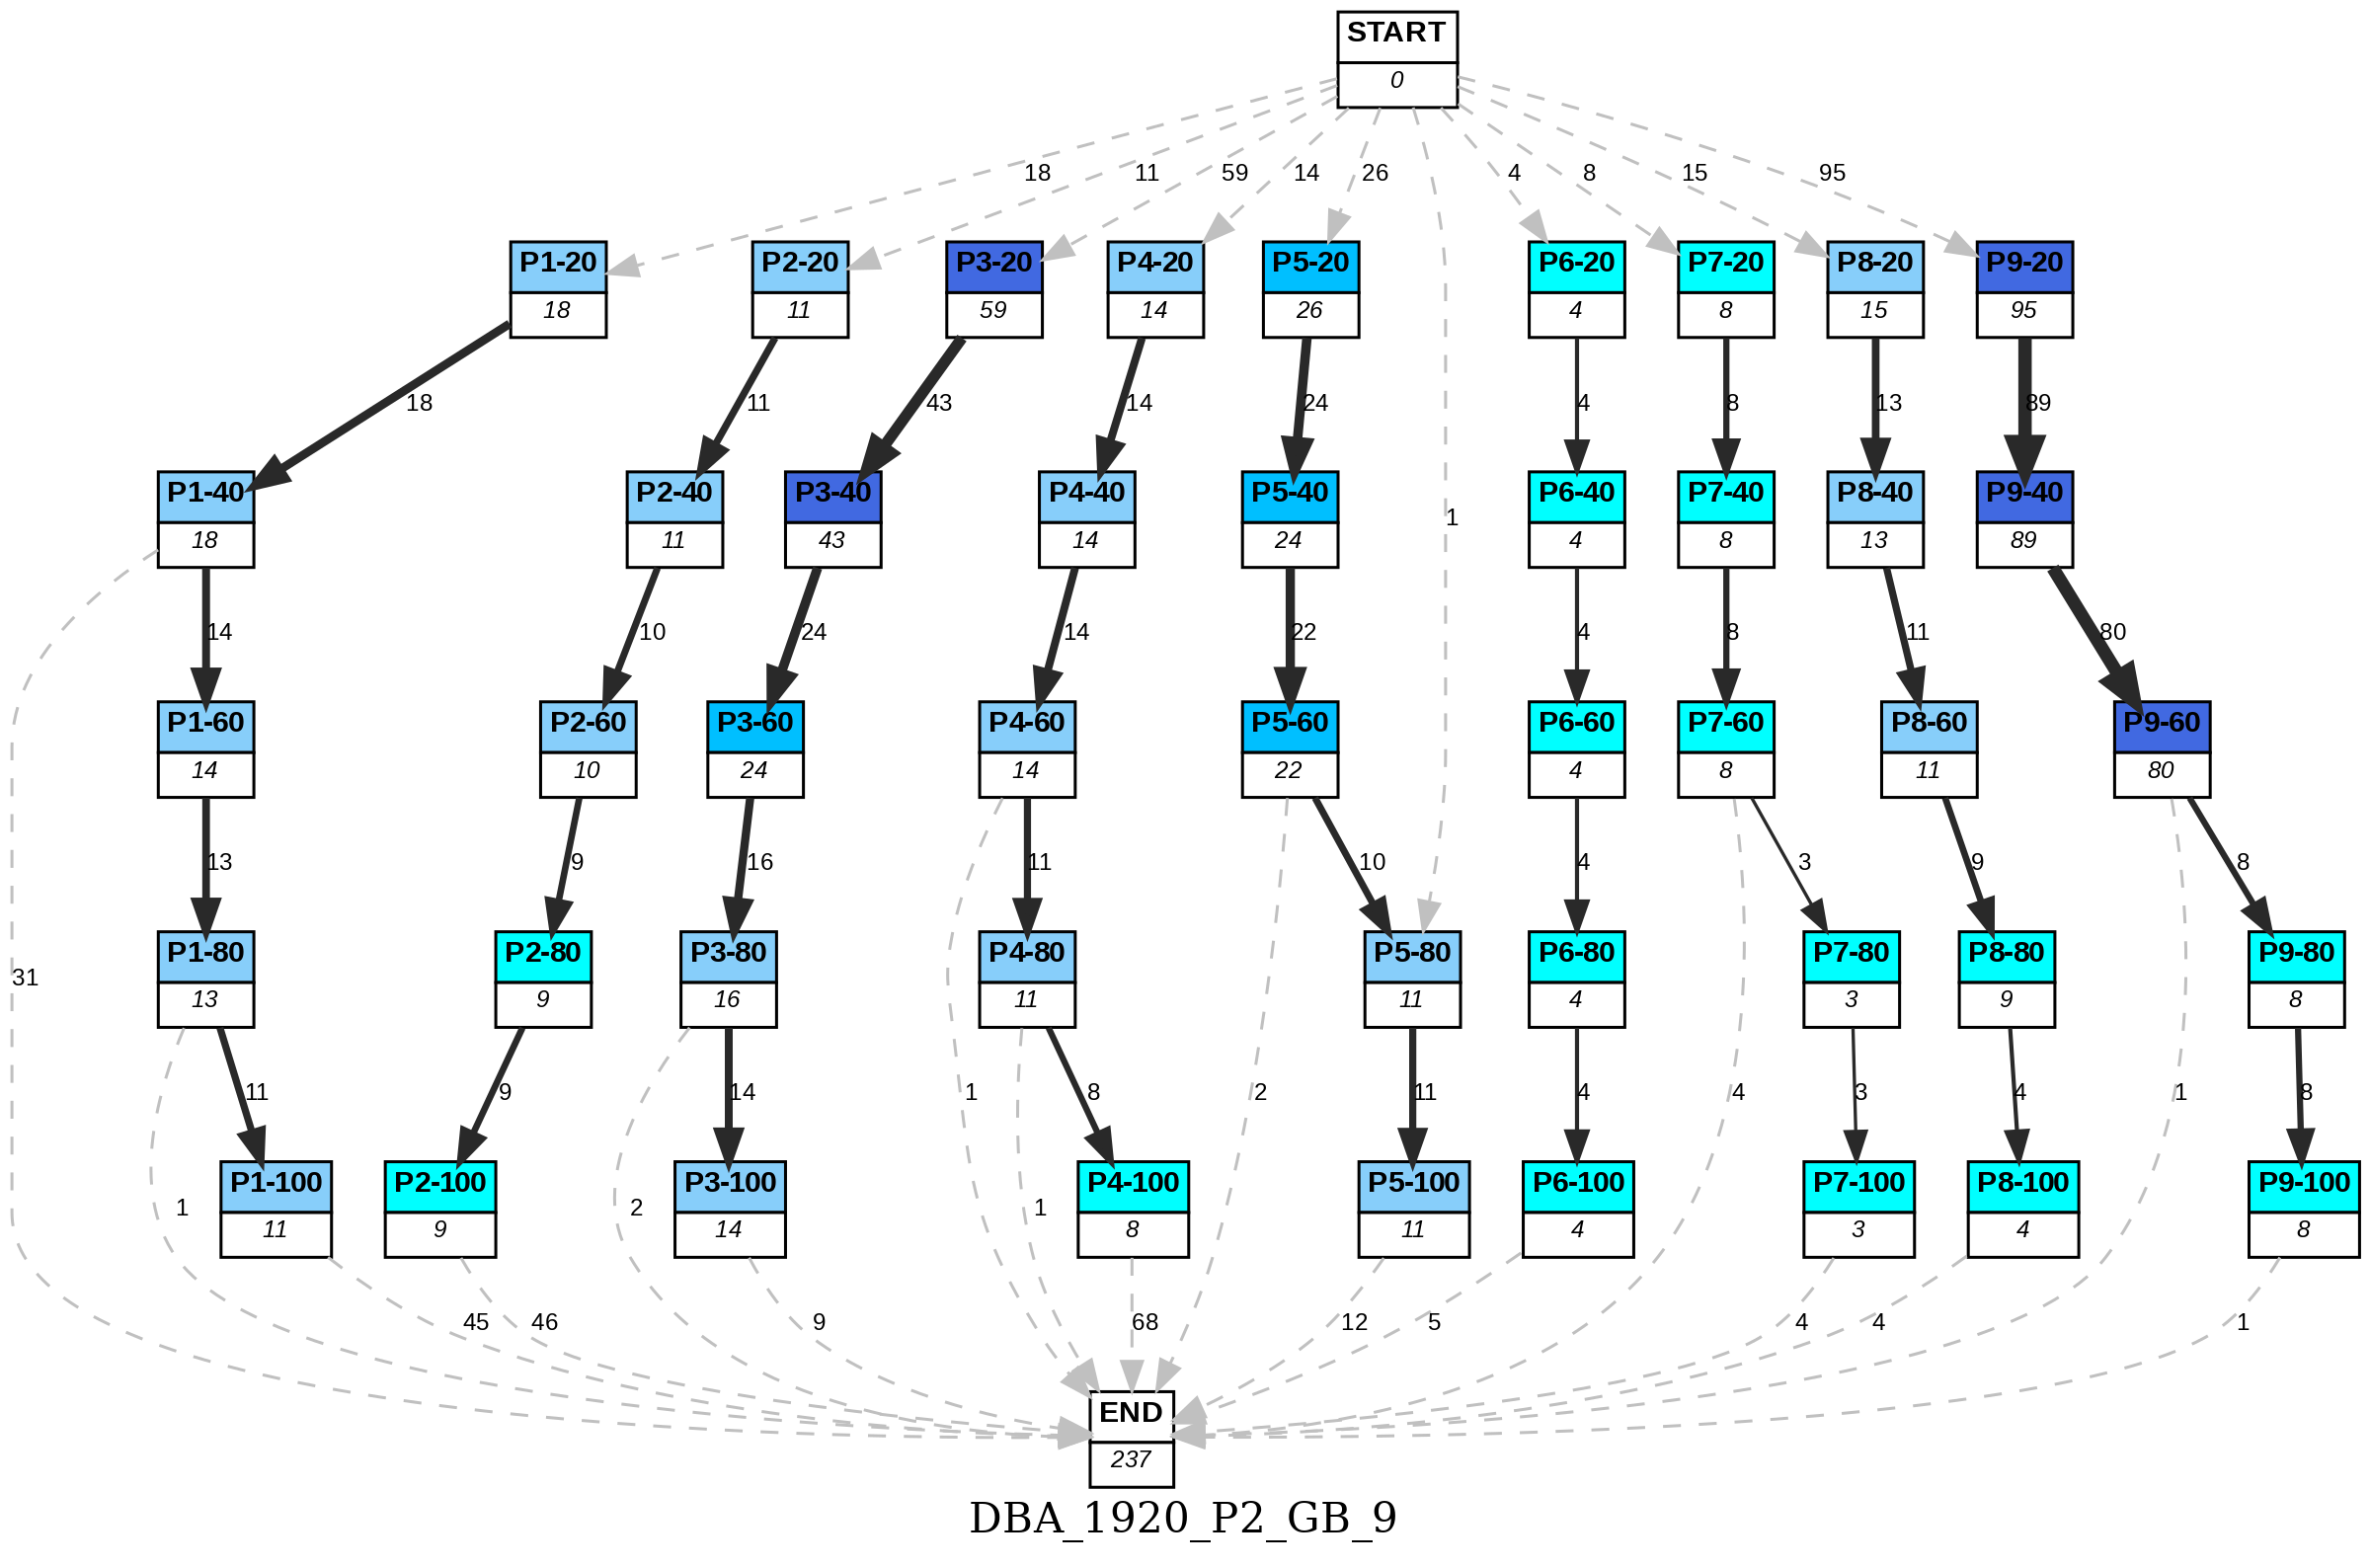 START
0
18 11 59 14 26 4 8 15 95
P1-20 P2-20 P3-20 P4-20 P5-20 P6-20 P7-20 P8-20 P9-20
18 11 59 14 26 4 8 15 95
18 11 43 14 24 4 8 13 89
P1-40 P2-40 P3-40 P4-40 P5-40 P6-40 P7-40 P8-40 P9-40
1
18 11 43 14 24 4 8 13 89
14 10 24 14 22 4 8 11 80
P1-60 P2-60 P3-60 P4-60 P5-60 P6-60 P7-60 P8-60 P9-60
14 10 24 14 22 4 8 11 80
13 9 16 11 10 4 3 9 8
P1-80 P2-80 P3-80 P4-80 P5-80 P6-80 P7-80 P8-80 P9-80
31
13 9 16 11 11 4 3 9 8
11 9 14 1 8 2 11 4 4 3 4 1 8
P1-100 P2-100 P3-100 P4-100 P5-100 P6-100 P7-100 P8-100 P9-100
1 2 1
11 9 14 8 11 4 3 4 8
45 46 9 68 12 5 4 4 1
END
237
DBA_1920_P2_GB_9